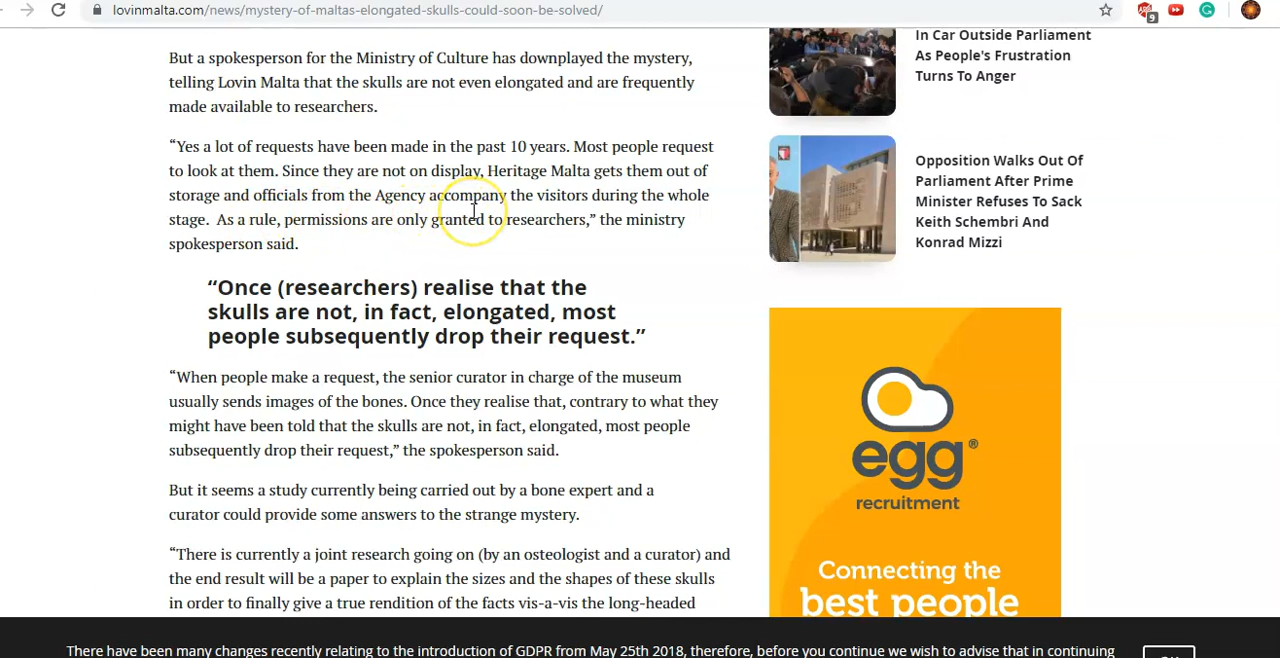 lovinmalta.com/news/mystery-of-maltas-elongated-skulls-could-soon-be-solved/
9
But a spokesperson for the Ministry of Culture has downplayed the mystery,
telling Lovin Malta that the skulls are not even elongated and are frequently
made available to researchers.
“Yes a lot of requests have been made in the past 10 years. Most people request
to look at them. Since they are not on display, Heritage Malta gets them out of
storage and officials from the Agency accompany the visitors during the whole
stage. As a rule, permissions are only granted to researchers,” the ministry
spokesperson said.
“Once (researchers) realise that the
skulls are not, in fact, elongated, most
people subsequently drop their request.”
“When people make a request, the senior curator in charge of the museum
usually sends images of the bones. Once they realise that, contrary to what they
might have been told that the skulls are not, in fact, elongated, most people
subsequently drop their request,” the spokesperson said.
But it seems a study currently being carried out by a bone expert and a
curator could provide some answers to the strange mystery.
“There is currently a joint research going on (by an osteologist and a curator) and
the end result will be a paper to explain the sizes and the shapes of these skulls
in order to finally give a true rendition of the facts vis-a-vis the long-headed
In Car Outside Parliament
As People's Frustration
Turns To Anger
Opposition Walks Out Of
Parliament After Prime
Minister Refuses To Sack
Keith Schembri And
Konrad Mizzi
egg®
recruitment
Connecting the
best people
There have been many changes recently relating to the introduction of GDPR from May 25th 2018, therefore, before you continue we wish to advise that in continuing